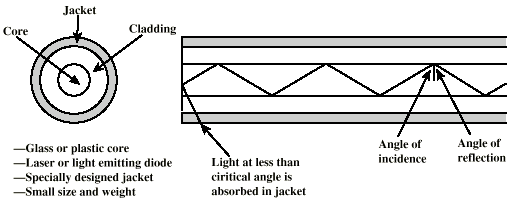 Jacket
Core
Cladding
—Glass or plastic core
—Laser or light emitting diode
—Specially designed jacket
—Small size and weight
Light at less than
ciritical angle is
absorbed in jacket
Angle of
incidence
Angle of
reflection